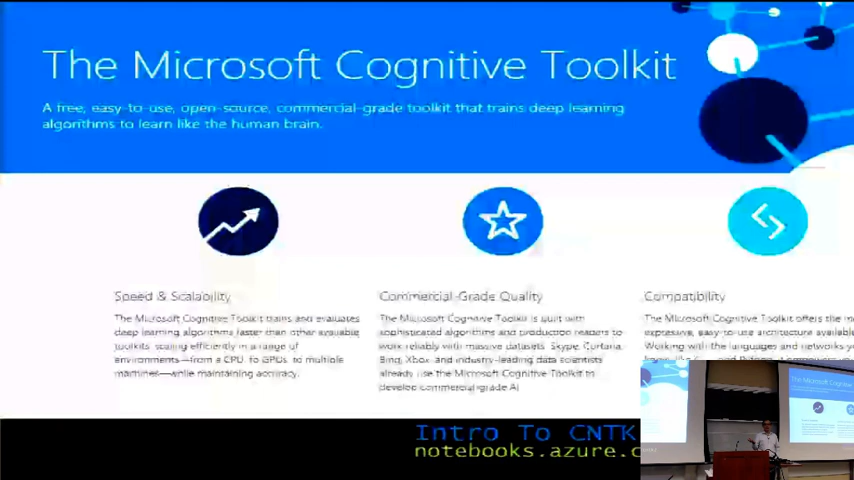 The Microsoft Cognitive Toolkit
A free, easy-to-use, open-source, commercial-grade toolkit that trains deep learning
algorithms to learn like the human brain.
Speed & Scalability
The Microsoft Cognitive Toolkit trains and evaluates
deep learning algorithms faster than other available
toolkits, scaling efficiently in a range of
environments—from a CPU, to GPUs, to multiple
machines—while maintaining accuracy.
Commercial-Grade Quality
The Microsoft Cognitive Toolkit is built with
sophisticated algorithms and production readers to
work reliably with massive datasets. Skype, Cortana,
Bing, Xbox, and industry-leading data scientists
already use the Microsoft Cognitive Toolkit to
develop commercial-grade AI.
Compatibility
The Microsoft Cognitive Toolkit offers the
expressive, easy-to-use architecture available
Working with the languages and networks
Intro To CNTK
notebooks.azure.c